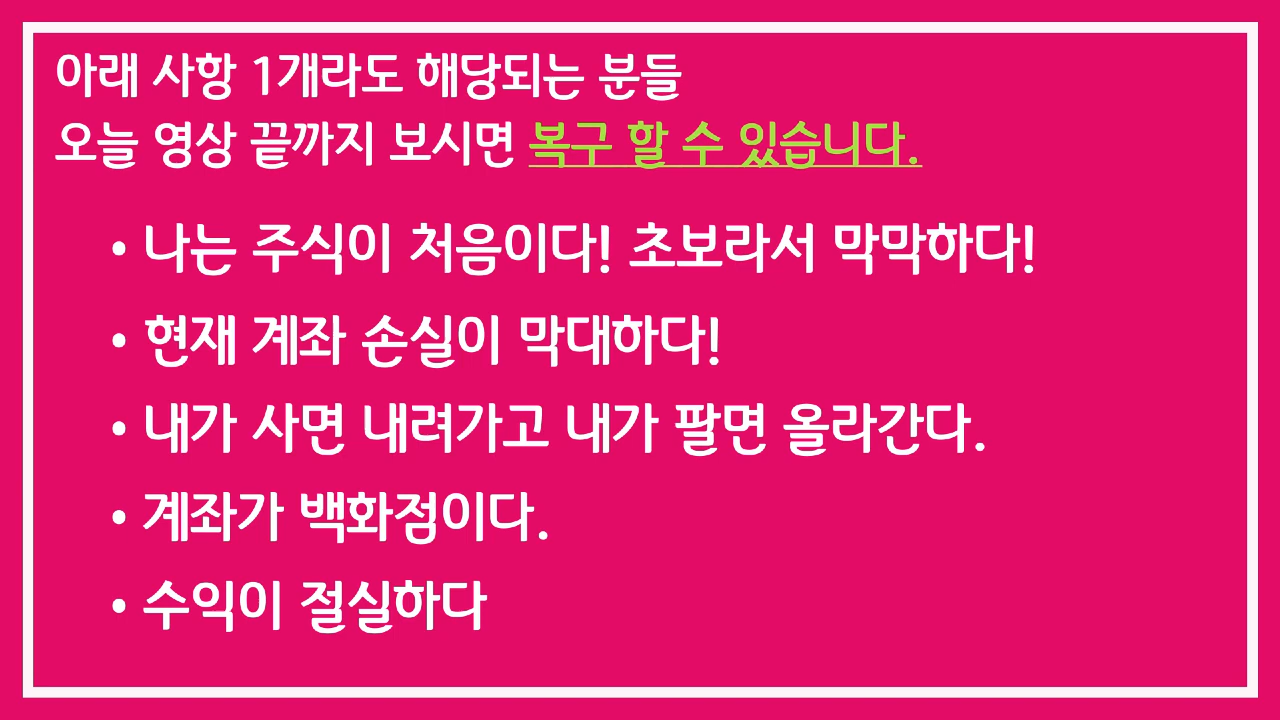 아래 사항 1개라도 해당되는 분들
오늘 영상 끝까지 보시면 복구 할 수 있습니다.
• 나는 주식이 처음이다! 초보라서 막막하다!
• 현재 계좌 손실이 막대하다!
• 내가 사면 내려가고 내가 팔면 올라간다.
• 계좌가 백화점이다.
• 수익이 절실하다